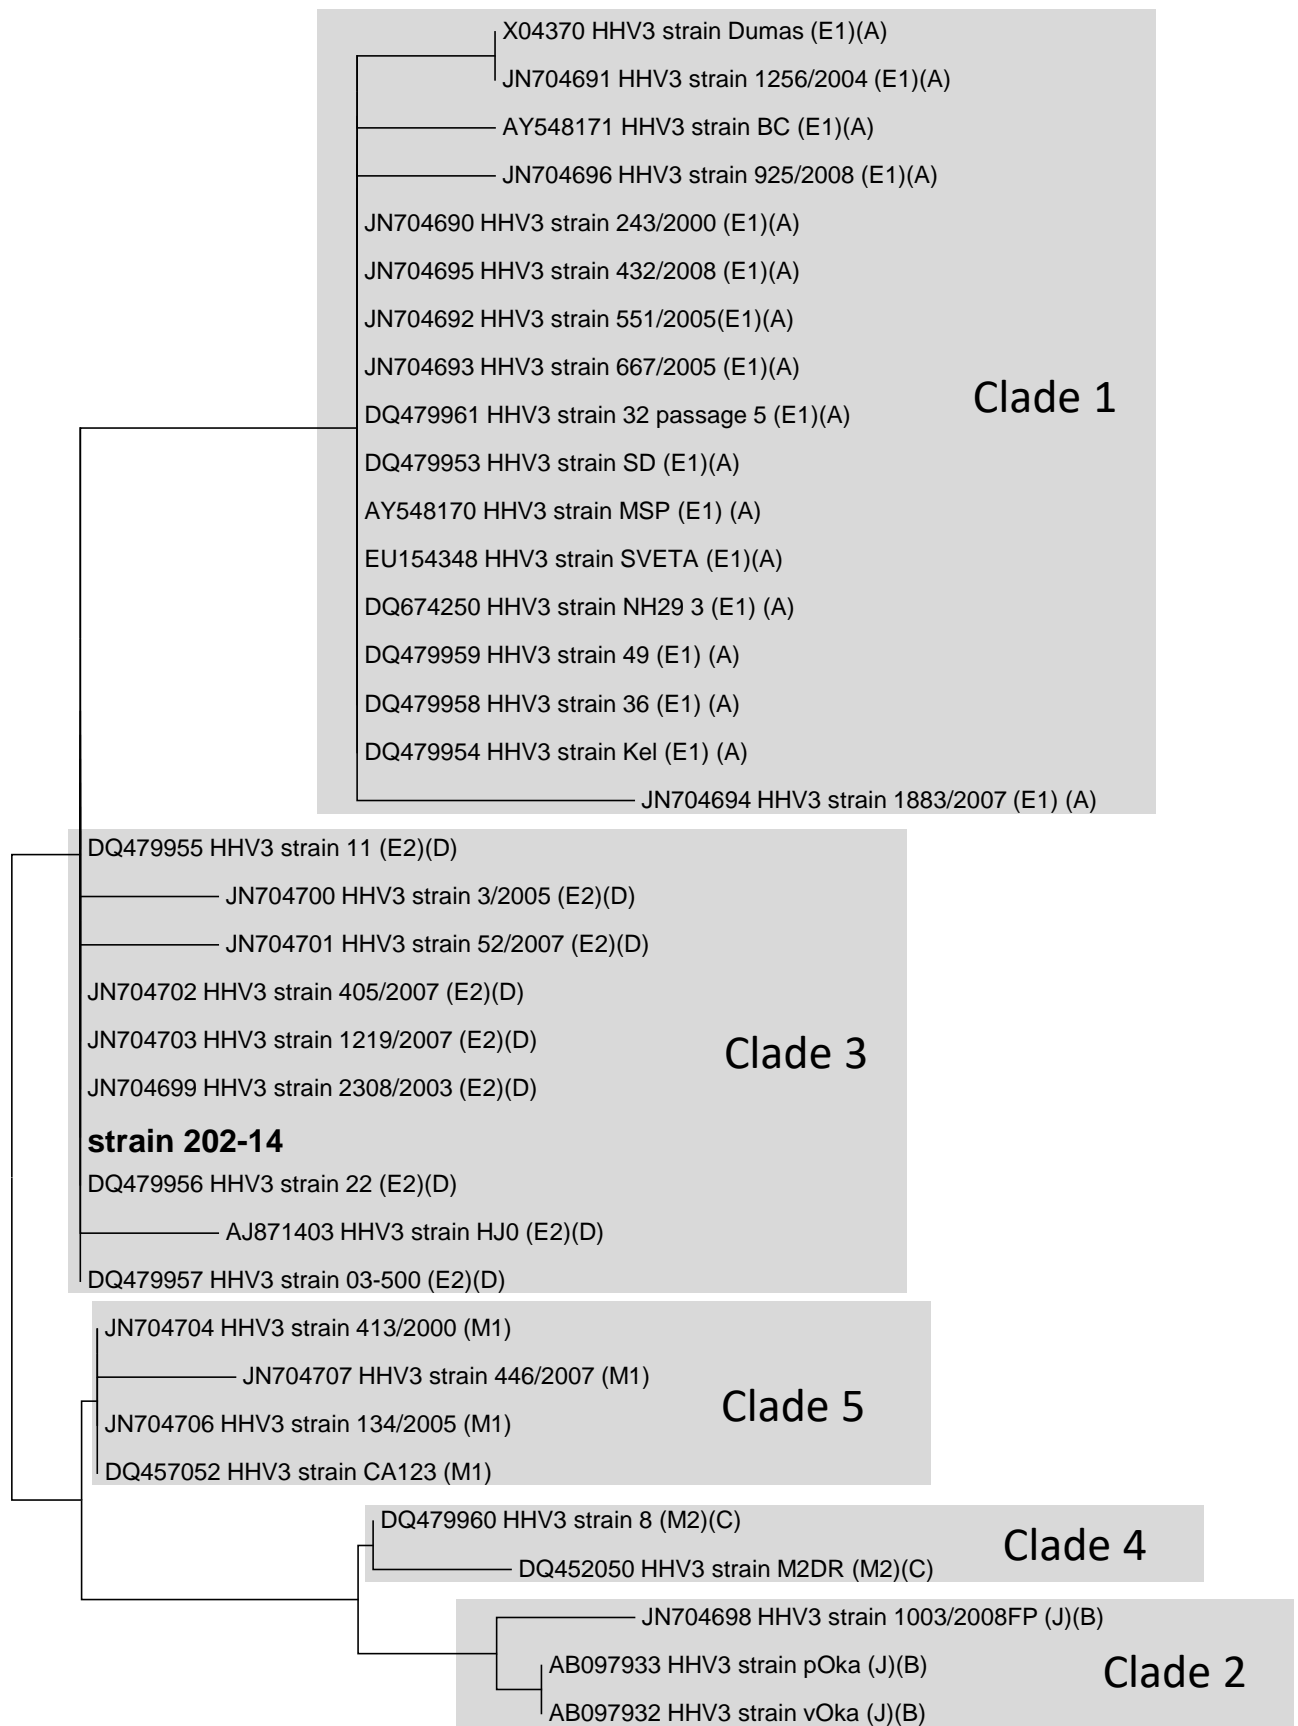 X04370 HHV3 strain Dumas (E1)(A)
JN704691 HHV3 strain 1256/2004 (E1)(A)
AY548171 HHV3 strain BC (E1)(A)
JN704696 HHV3 strain 925/2008 (E1)(A)
JN704690 HHV3 strain 243/2000 (E1)(A)
JN704695 HHV3 strain 432/2008 (E1)(A)
JN704692 HHV3 strain 551/2005(E1)(A)
JN704693 HHV3 strain 667/2005 (E1)(A)
Clade 1
DQ479961 HHV3 strain 32 passage 5 (E1)(A)
DQ479953 HHV3 strain SD (E1)(A)
AY548170 HHV3 strain MSP (E1) (A)
EU154348 HHV3 strain SVETA (E1)(A)
DQ674250 HHV3 strain NH29 3 (E1) (A)
DQ479959 HHV3 strain 49 (E1) (A)
DQ479958 HHV3 strain 36 (E1) (A)
DQ479954 HHV3 strain Kel (E1) (A)
JN704694 HHV3 strain 1883/2007 (E1) (A)
DQ479955 HHV3 strain 11 (E2)(D)
JN704700 HHV3 strain 3/2005 (E2)(D)
JN704701 HHV3 strain 52/2007 (E2)(D)
JN704702 HHV3 strain 405/2007 (E2)(D)
JN704703 HHV3 strain 1219/2007 (E2)(D)
Clade 3
JN704699 HHV3 strain 2308/2003 (E2)(D)
strain 202-14
DQ479956 HHV3 strain 22 (E2)(D)
AJ871403 HHV3 strain HJ0 (E2)(D)
DQ479957 HHV3 strain 03-500 (E2)(D)
JN704704 HHV3 strain 413/2000 (M1)
JN704707 HHV3 strain 446/2007 (M1)
Clade 5
JN704706 HHV3 strain 134/2005 (M1)
DQ457052 HHV3 strain CA123 (M1)
DQ479960 HHV3 strain 8 (M2)(C)
Clade 4
DQ452050 HHV3 strain M2DR (M2)(C)
JN704698 HHV3 strain 1003/2008FP (J)(B)
AB097933 HHV3 strain pOka (J)(B)
Clade 2
AB097932 HHV3 strain vOka (J)(B)